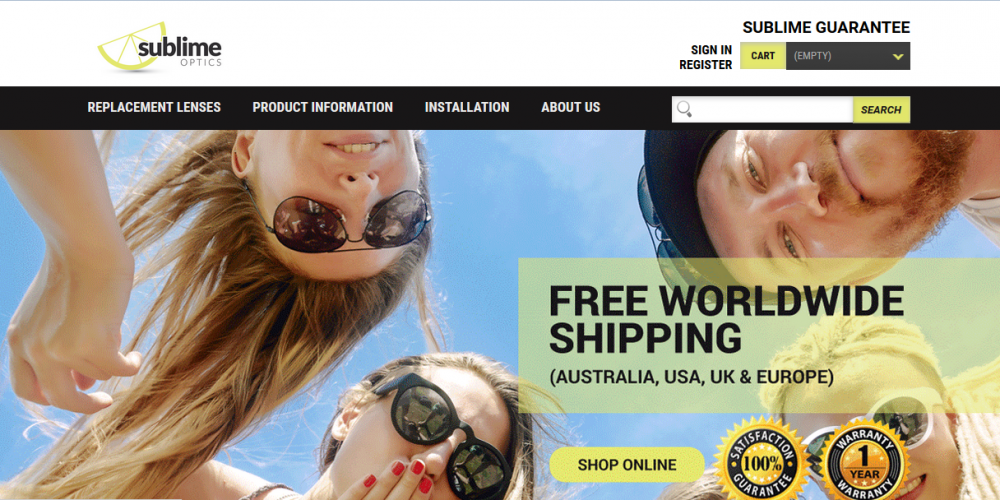 sublime
OPTICS
SUBLIME GUARANTEE
SIGN IN
REGISTER
CART
(EMPTY)
REPLACEMENT LENSES
PRODUCT INFORMATION
INSTALLATION
ABOUT US
SEARCH
FREE WORLDWIDE
SHIPPING
(AUSTRALIA, USA, UK & EUROPE)
SHOP ONLINE
SATISFACTION
100%
GUARANTEE
WARRANTY
1
YEAR
WARRANTY